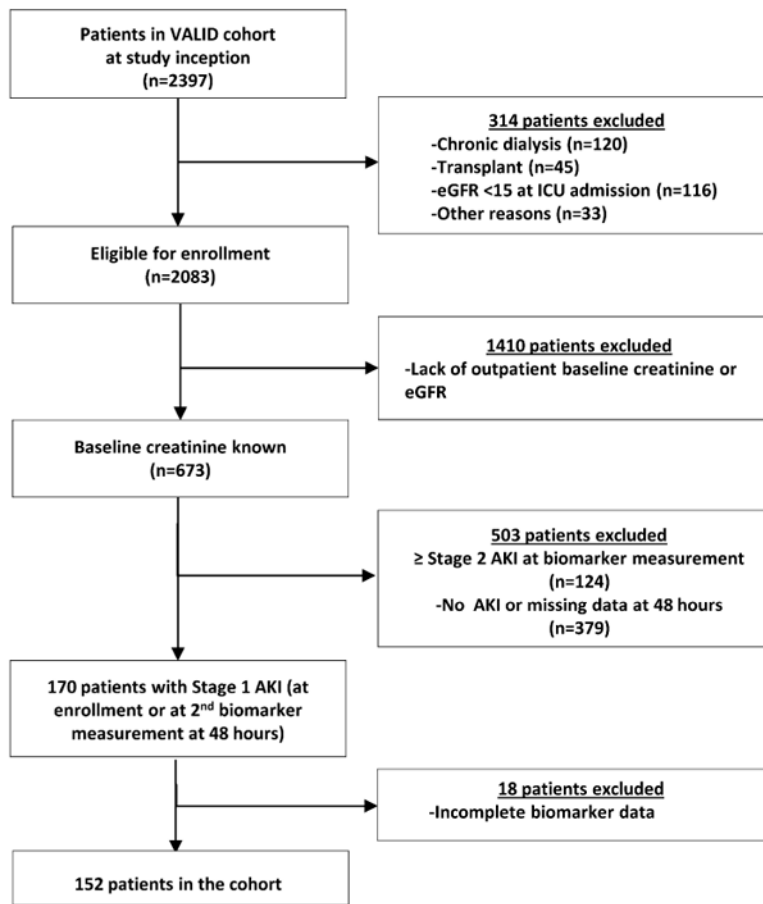 Patients in VALID cohort
at study inception
(n=2397)
314 patients excluded
-Chronic dialysis (n=120)
-Transplant (n=45)
-eGFR <15 at ICU admission (n=116)
-Other reasons (n=33)
Eligible for enrollment
(n=2083)
1410 patients excluded
-Lack of outpatient baseline creatinine or
eGFR
Baseline creatinine known
(n=673)
503 patients excluded
≥ Stage 2 AKI at biomarker measurement
(n=124)
-No AKI or missing data at 48 hours
(n=379)
170 patients with Stage 1 AKI (at
enrollment or at 2nd biomarker
measurement at 48 hours)
18 patients excluded
-Incomplete biomarker data
152 patients in the cohort